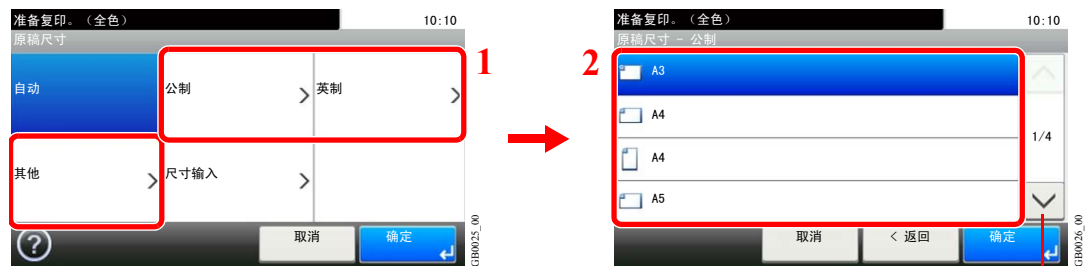 准备复印。（全色）
10:10
原稿尺寸
自动
公制
>
英制
>
其他
>
尺寸输入
>
?
取消
确定
GB0025_00
1
2
准备复印。（全色）
10:10
原稿尺寸 - 公制
A3
A4
1/4
A4
A5
取消
< 返回
确定
GB0026_00